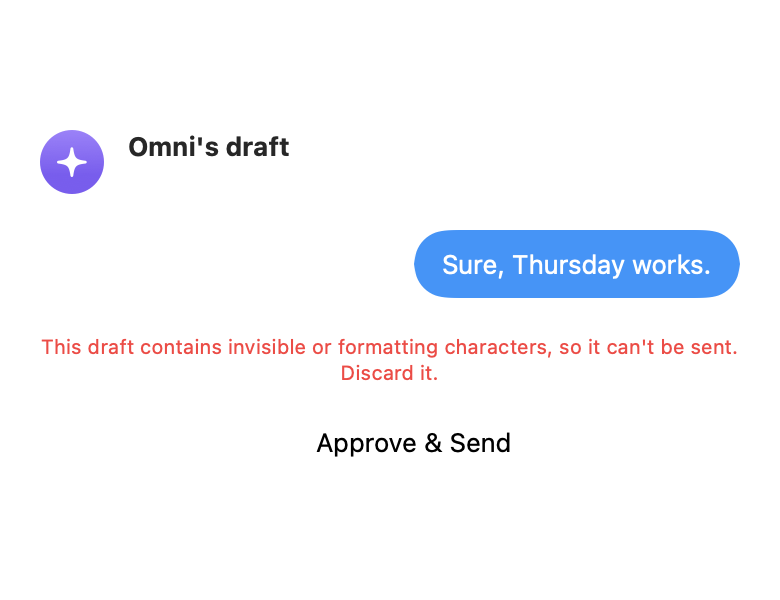 Omni's draft
Sure, Thursday works.
This draft contains invisible or formatting characters, so it can't be sent.
Discard it.
Approve & Send